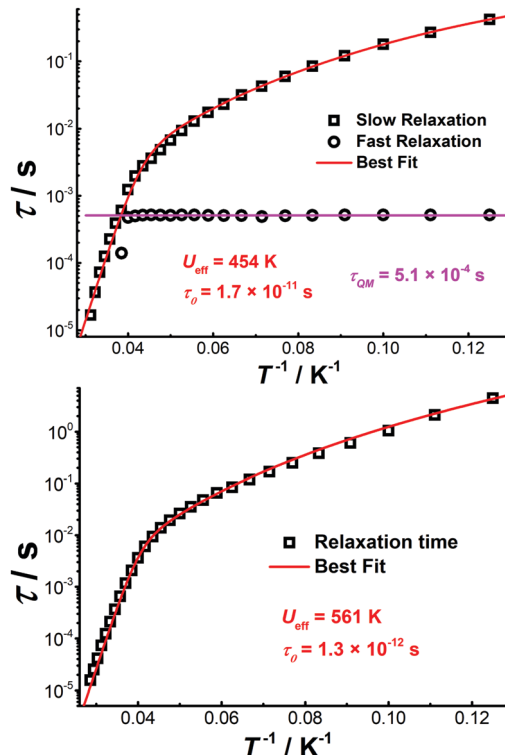 10⁻¹
10⁻²
10⁻³
10⁻⁴
10⁻⁵
τ / s
Slow Relaxation
Fast Relaxation
Best Fit
U_eff = 454 K
τ₀ = 1.7 × 10⁻¹¹ s
τ_QM = 5.1 × 10⁻⁴ s
0.04 0.06 0.08 0.10 0.12
T⁻¹ / K⁻¹
10⁰
10⁻¹
10⁻²
10⁻³
10⁻⁴
10⁻⁵
τ / s
Relaxation time
Best Fit
U_eff = 561 K
τ₀ = 1.3 × 10⁻¹² s
0.04 0.06 0.08 0.10 0.12
T⁻¹ / K⁻¹